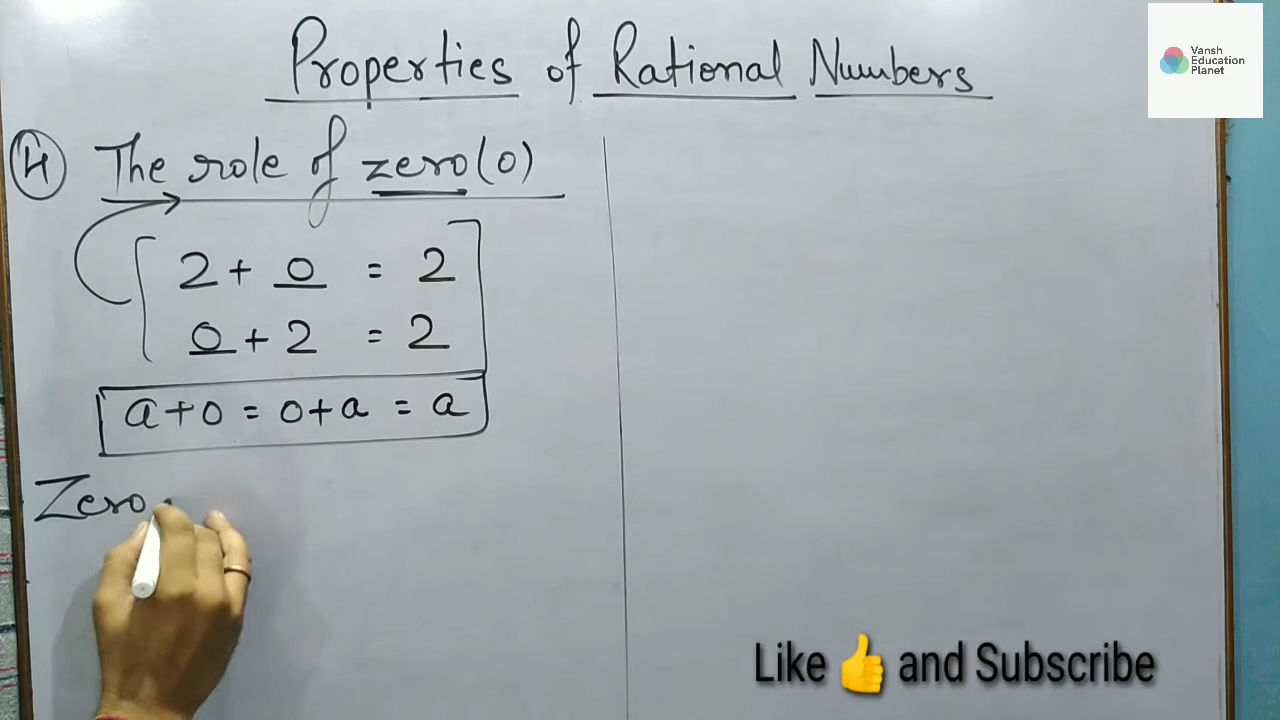 Properties of Rational Numbers
Vansh
Education
Planet
4 The role of zero (0)
2 + 0 = 2
0 + 2 = 2
a + 0 = 0 + a = a
Zero
Like 👍 and Subscribe